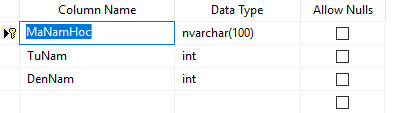 Column Name Data Type Allow Nulls
MaNamHoc nvarchar(100)
TuNam int
DenNam int